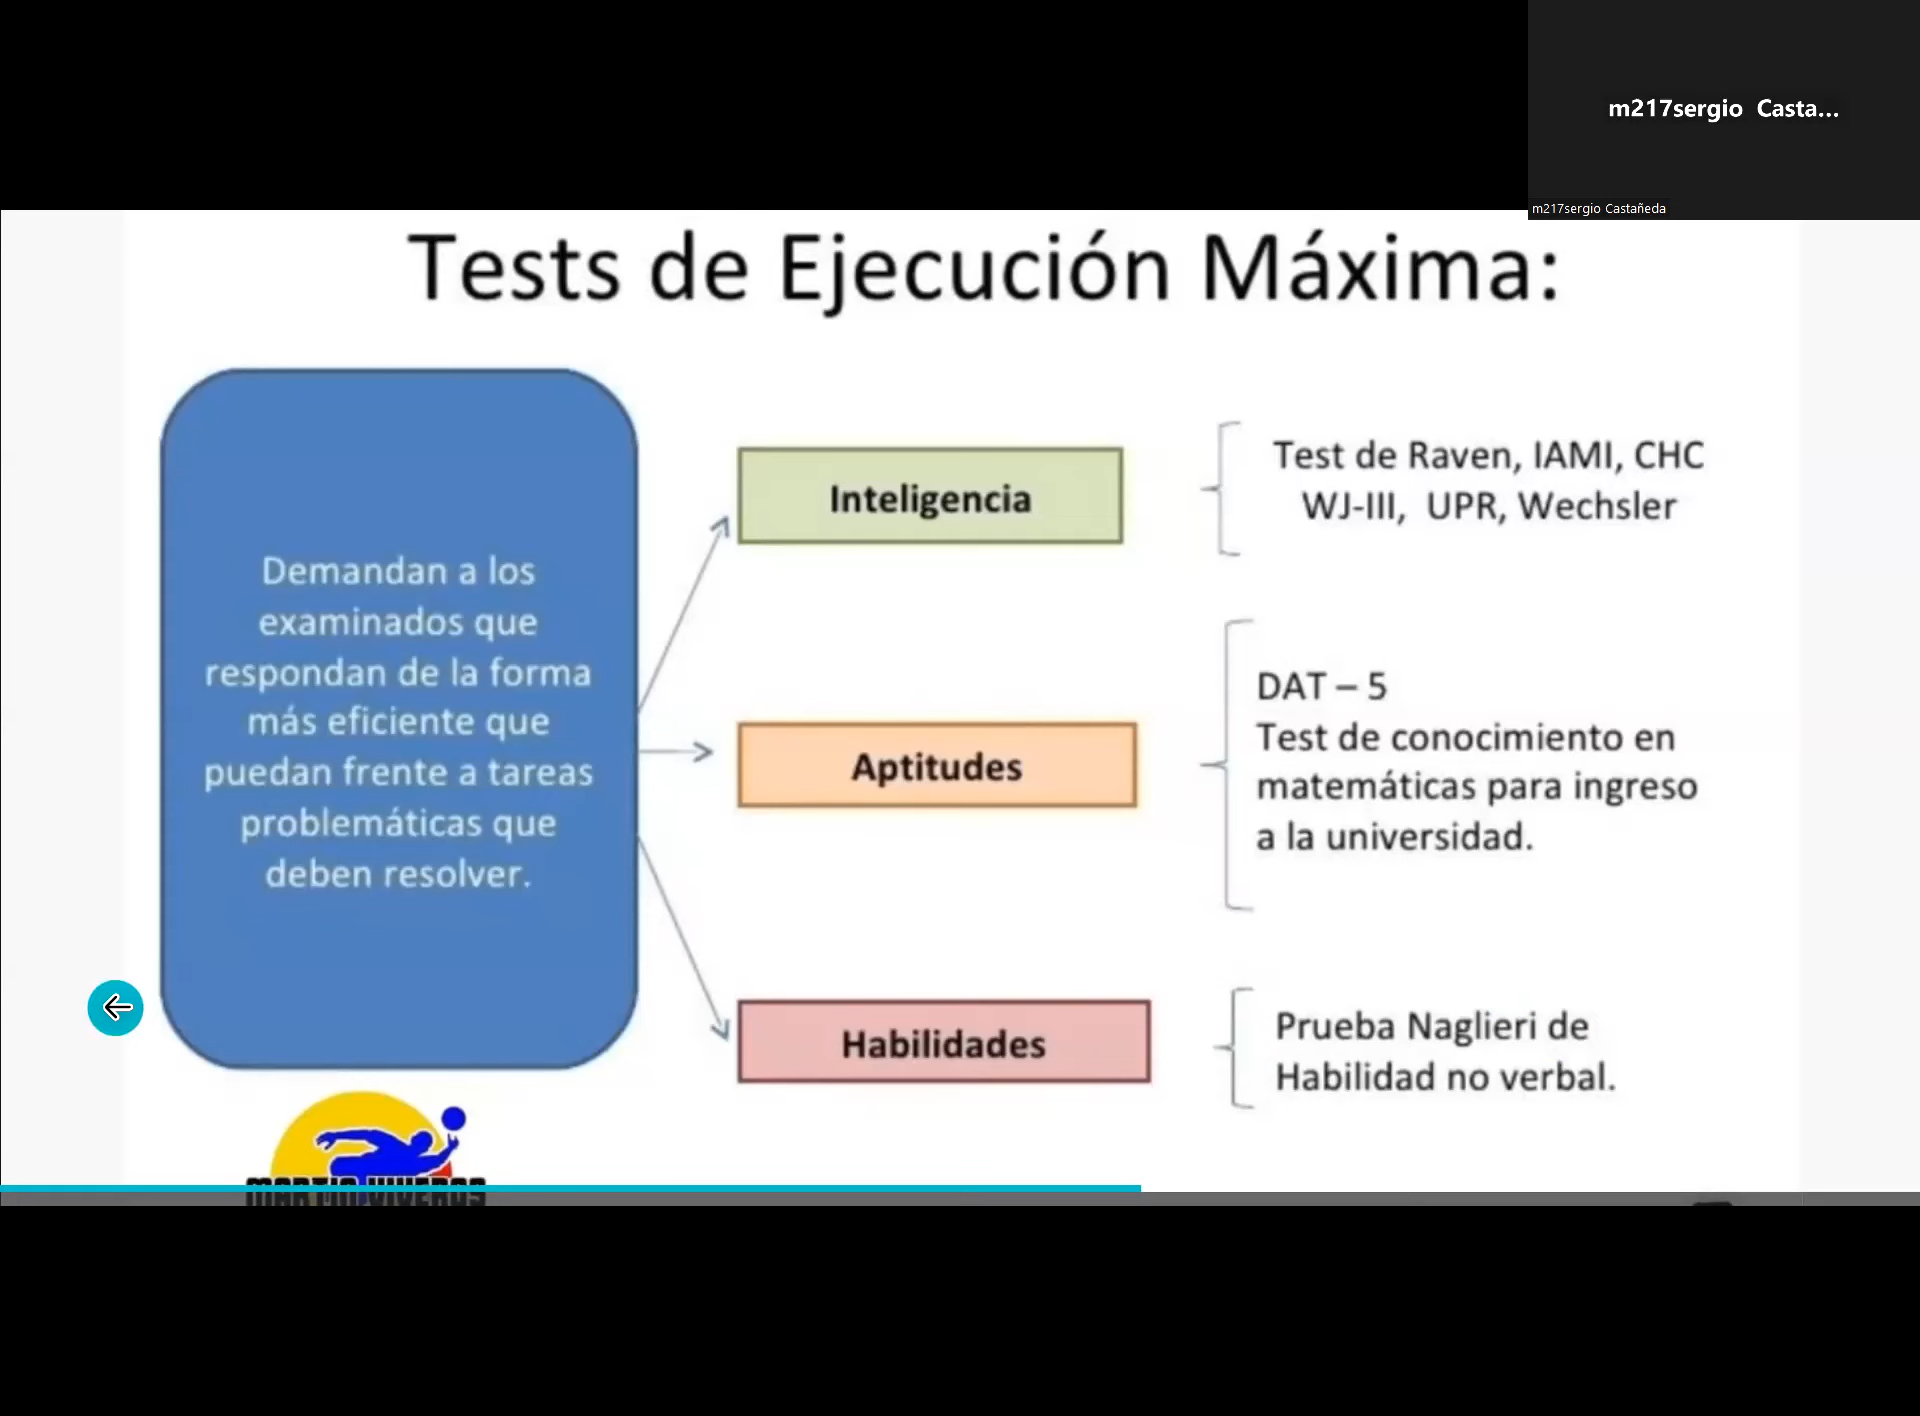 m217sergio Casta...
m217sergio Castañeda
Tests de Ejecución Máxima:
Demandan a los
examinados que
respondan de la forma
más eficiente que
puedan frente a tareas
problemáticas que
deben resolver.
Inteligencia
Test de Raven, IAMI, CHC
WJ-III, UPR, Wechsler
Aptitudes
DAT – 5
Test de conocimiento en
matemáticas para ingreso
a la universidad.
Habilidades
Prueba Naglieri de
Habilidad no verbal.